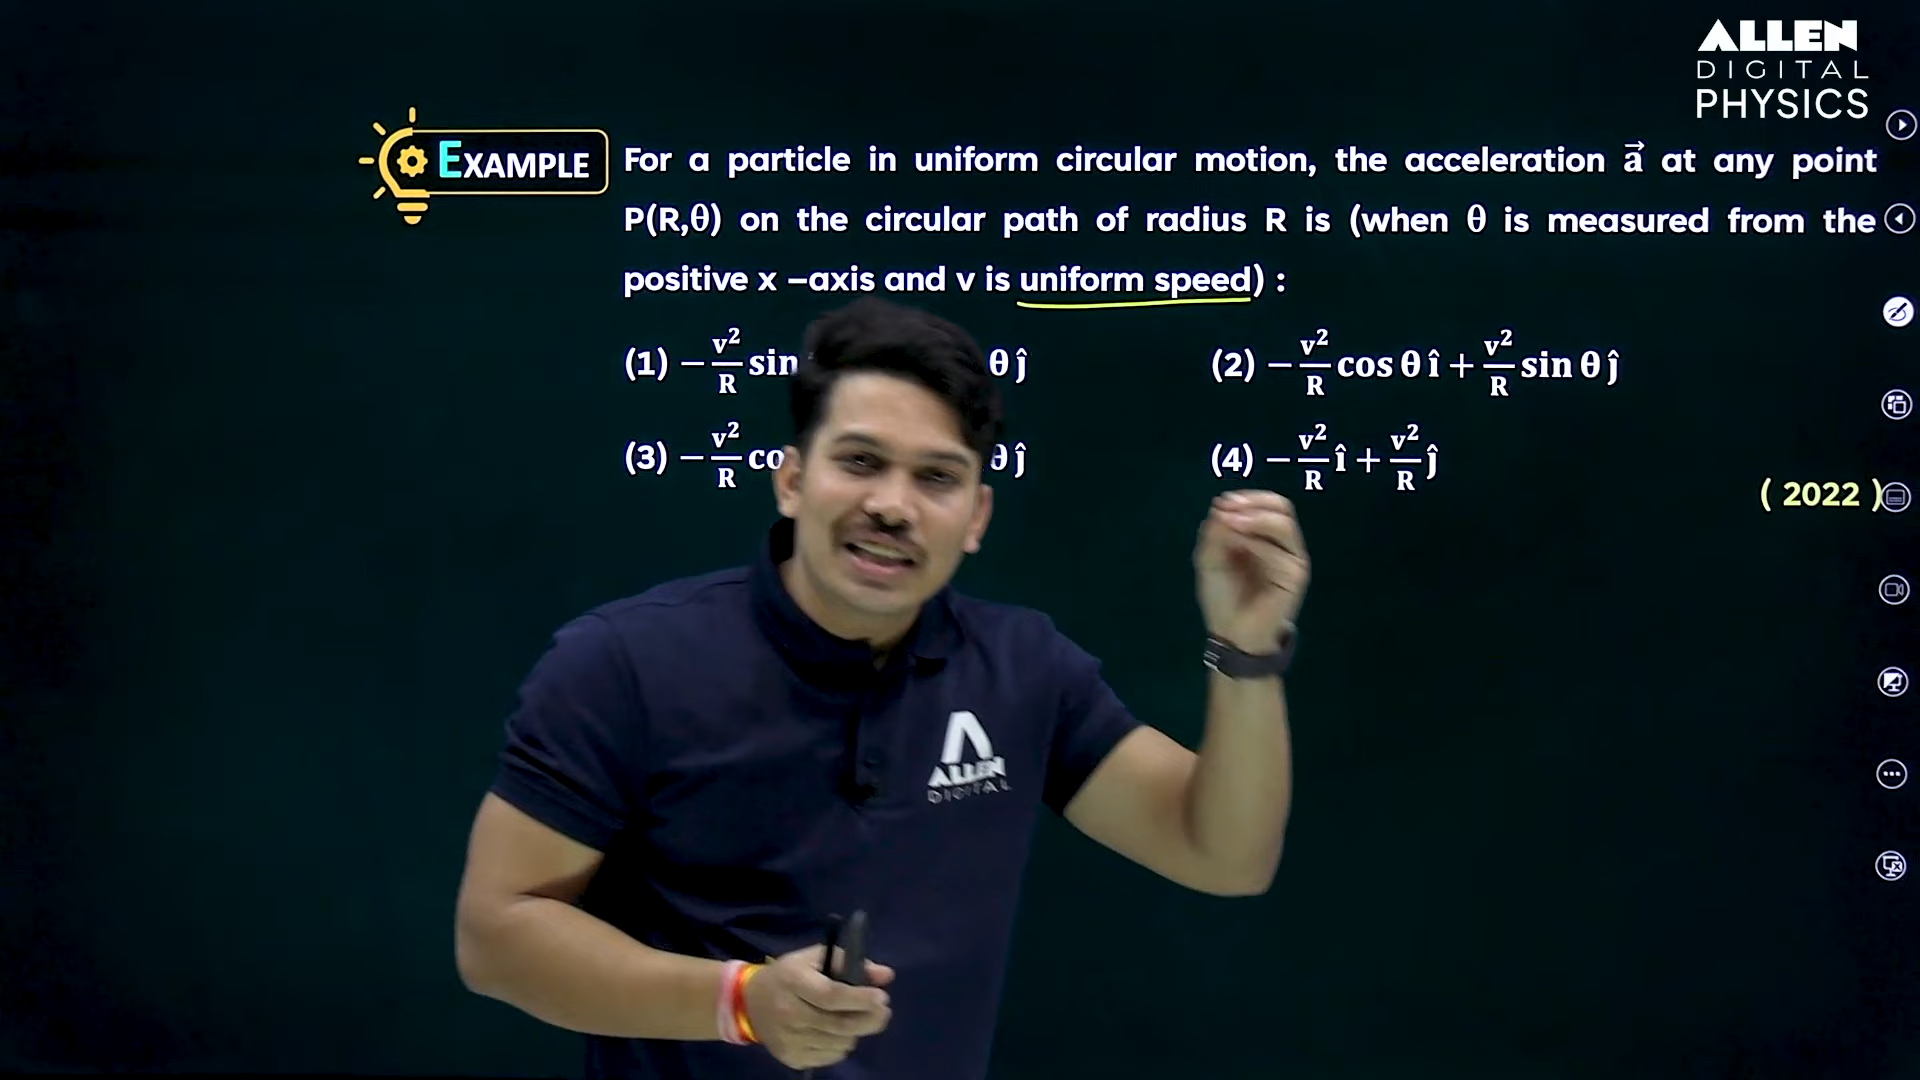 ALLEN
DIGITAL
PHYSICS
EXAMPLE
For a particle in uniform circular motion, the acceleration a⃗ at any point
P(R,θ) on the circular path of radius R is (when θ is measured from the
positive x –axis and v is uniform speed) :
(1) −v²/R sin θ ĵ
(2) −v²/R cos θ î + v²/R sin θ ĵ
(3) −v²/R θ ĵ
(4) −v²/R î + v²/R ĵ
( 2022 )
ALLEN
DIGITAL